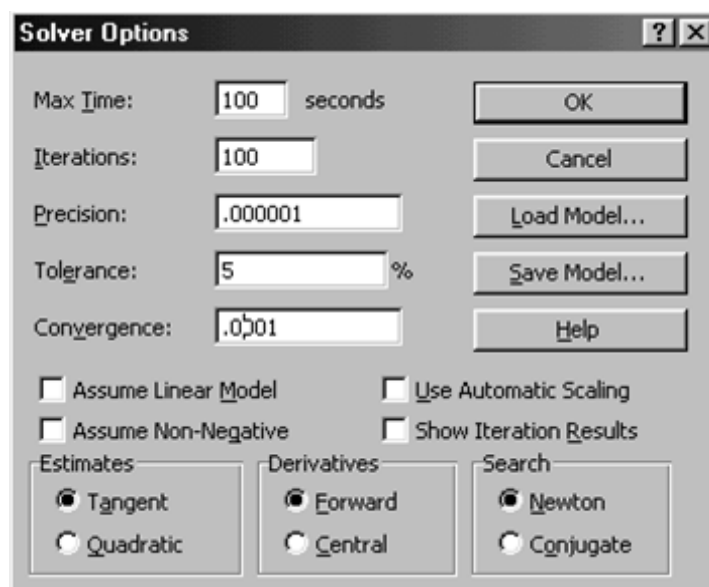 Solver Options
Max Time: 100 seconds OK
Iterations: 100 Cancel
Precision: .000001 Load Model...
Tolerance: 5 % Save Model...
Convergence: .0001 Help
Assume Linear Model Use Automatic Scaling
Assume Non-Negative Show Iteration Results
Estimates Derivatives Search
Tangent Forward Newton
Quadratic Central Conjugate